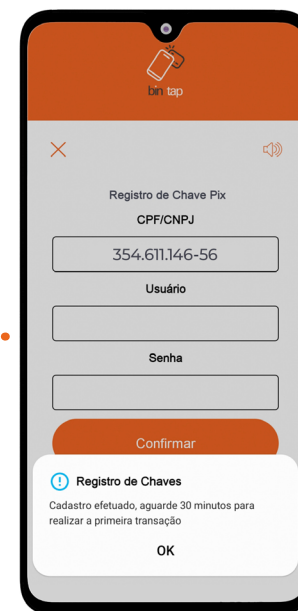 bin tap
Registro de Chave Pix
CPF/CNPJ
354.611.146-56
Usuário
Senha
Confirmar
Registro de Chaves
Cadastro efetuado, aguarde 30 minutos para
realizar a primeira transação
OK